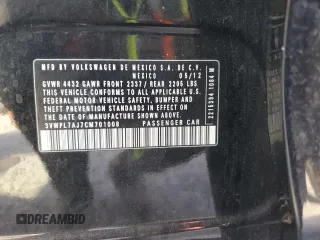 MFD BY VOLKSWAGEN DE MEXICO S.A. DE C.V.
MEXICO 05/12
GVWR 4432 GAWR FRONT 2337 / REAR 2205 LBS
THIS VEHICLE CONFORMS TO ALL APPLICABLE U.S.
FEDERAL MOTOR-VEHICLE SAFETY, BUMPER AND
THEFT PREVENTION STANDARDS IN EFFECT ON
THE DATE OF MANUFACTURE SHOWN ABOVE.
3VWPL7AJ7CM701008 PASSENGER CAR
DREAMBID